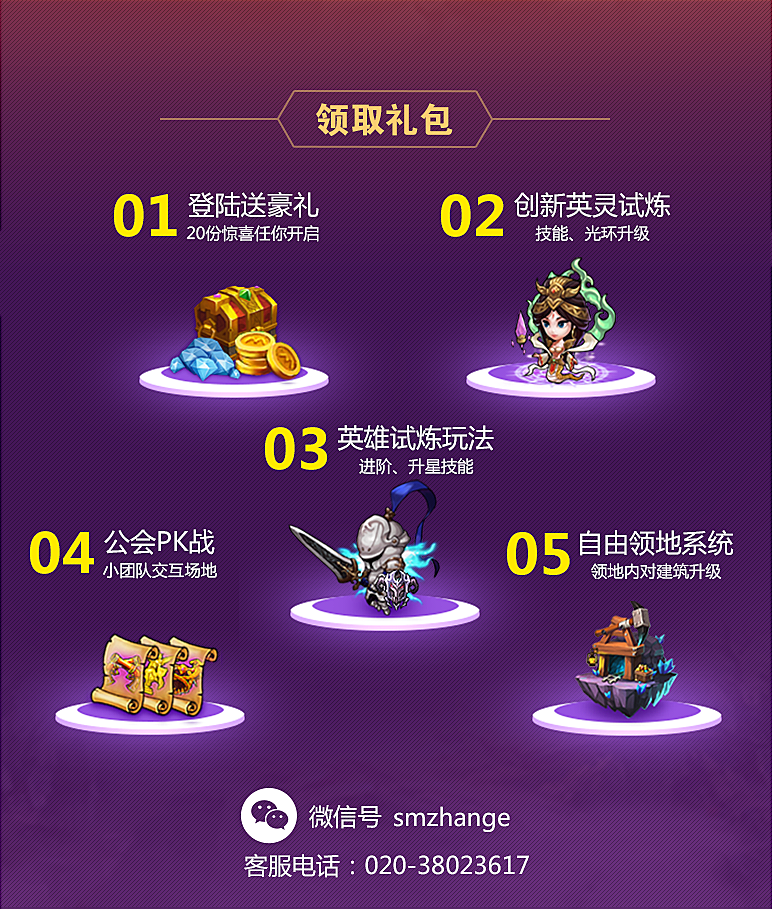 领取礼包
01 登陆送豪礼
20份惊喜任你开启
02 创新英灵试炼
技能、光环升级
03 英雄试炼玩法
进阶、升星技能
04 公会PK战
小团队交互场地
05 自由领地系统
领地内对建筑升级
微信号 smzhange
客服电话：020-38023617